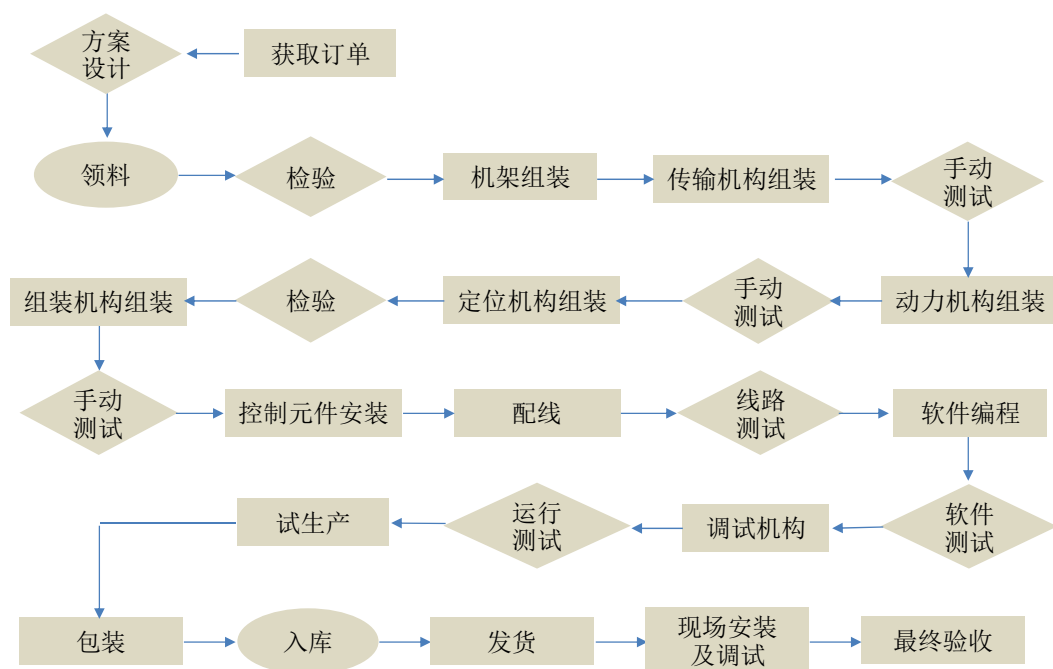 方案
设计
获取订单
领料
检验
机架组装
传输机构组装
手动
测试
组装机构组装
检验
定位机构组装
手动
测试
动力机构组装
手动
测试
控制元件安装
配线
线路
测试
软件编程
试生产
运行
测试
调试机构
软件
测试
包装
入库
发货
现场安装
及调试
最终验收